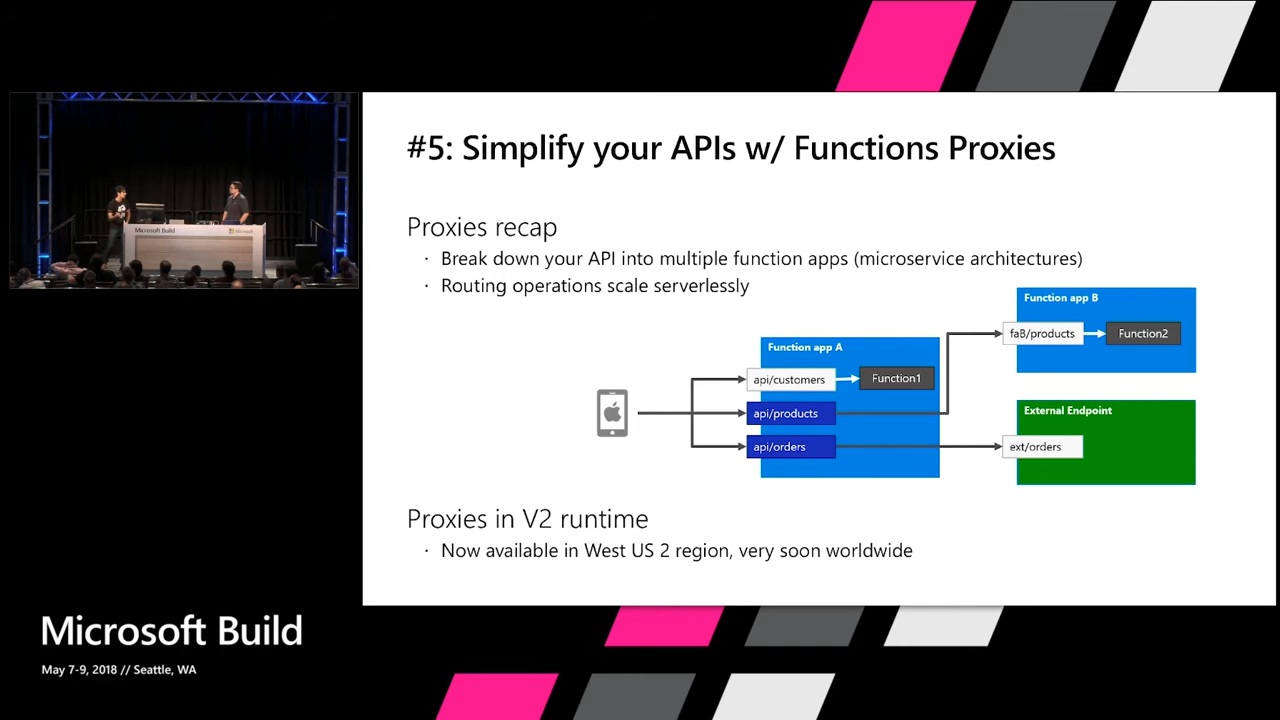 #5: Simplify your APIs w/ Functions Proxies
Proxies recap
· Break down your API into multiple function apps (microservice architectures)
· Routing operations scale serverlessly
Function app B
faB/products
Function2
Function app A
api/customers
Function1
api/products
api/orders
External Endpoint
ext/orders
Proxies in V2 runtime
· Now available in West US 2 region, very soon worldwide
Microsoft Build
Microsoft
Microsoft Build
May 7-9, 2018 // Seattle, WA